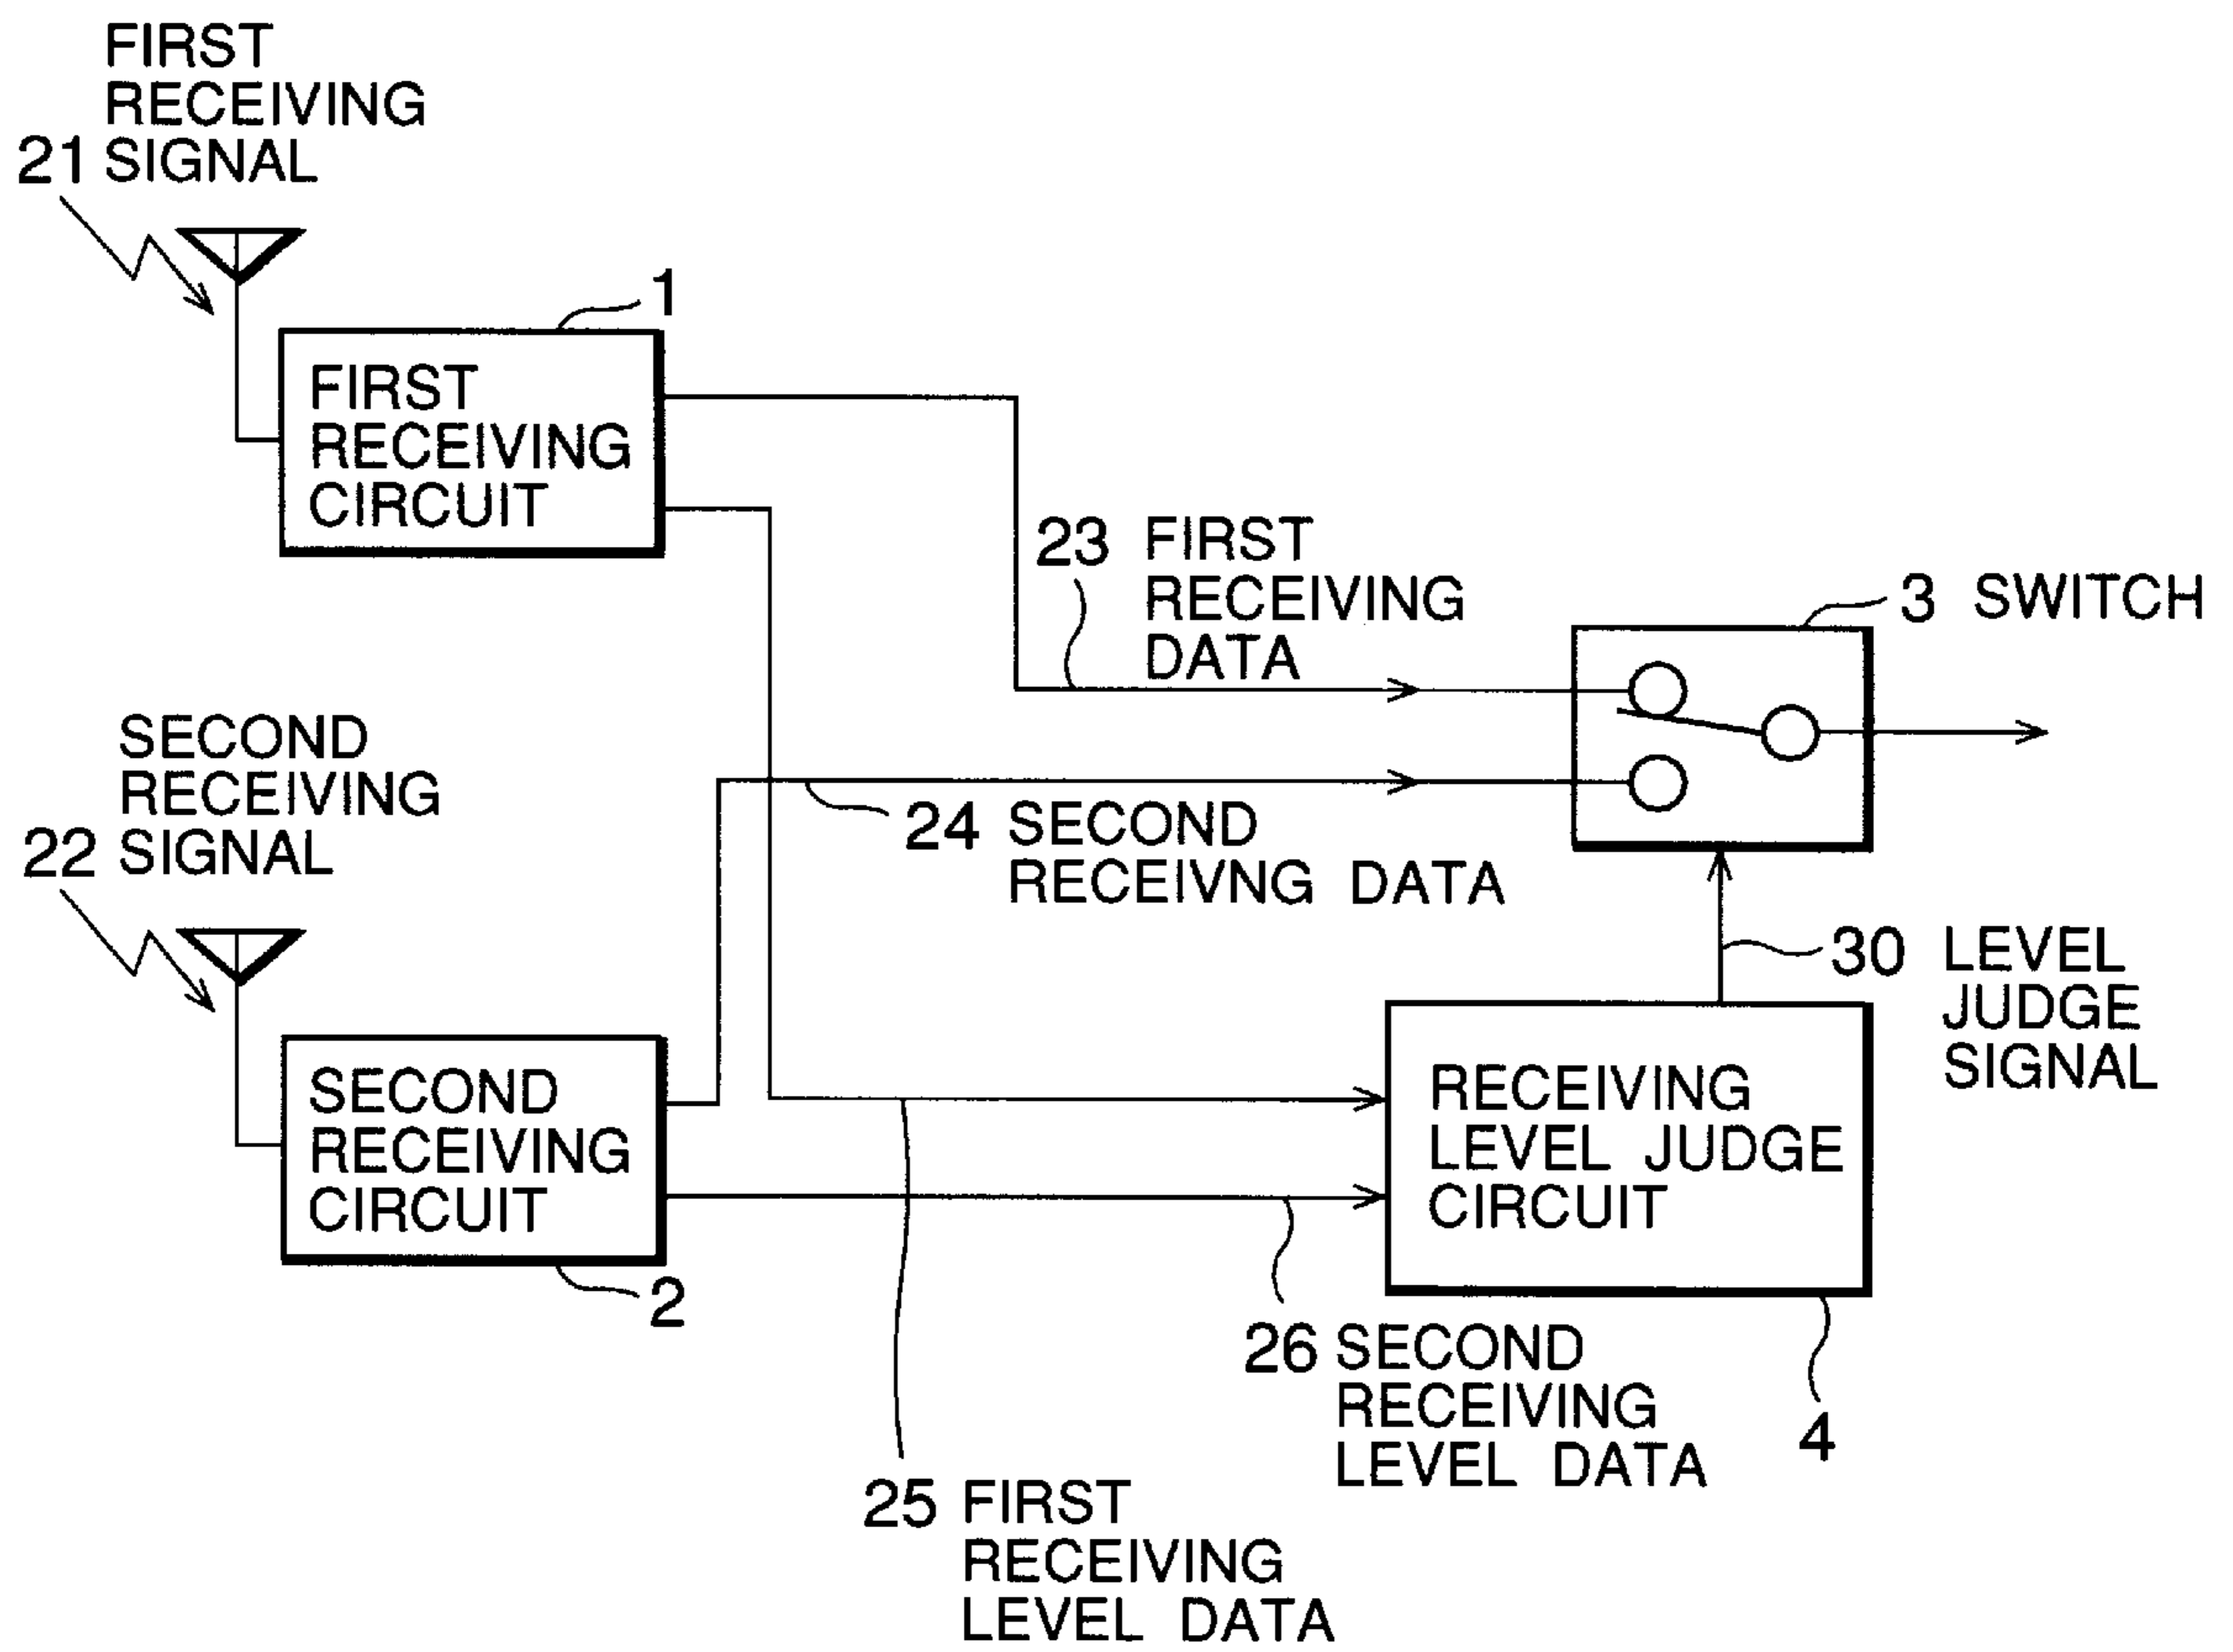 FIRST
RECEIVING
21 SIGNAL
1
FIRST
RECEIVING
CIRCUIT
23 FIRST
RECEIVING
DATA
3 SWITCH
SECOND
RECEIVING
22 SIGNAL
24 SECOND
RECEIVNG DATA
30 LEVEL
JUDGE
SIGNAL
SECOND
RECEIVING
CIRCUIT
2
RECEIVING
LEVEL JUDGE
CIRCUIT
4
26 SECOND
RECEIVING
LEVEL DATA
25 FIRST
RECEIVING
LEVEL DATA